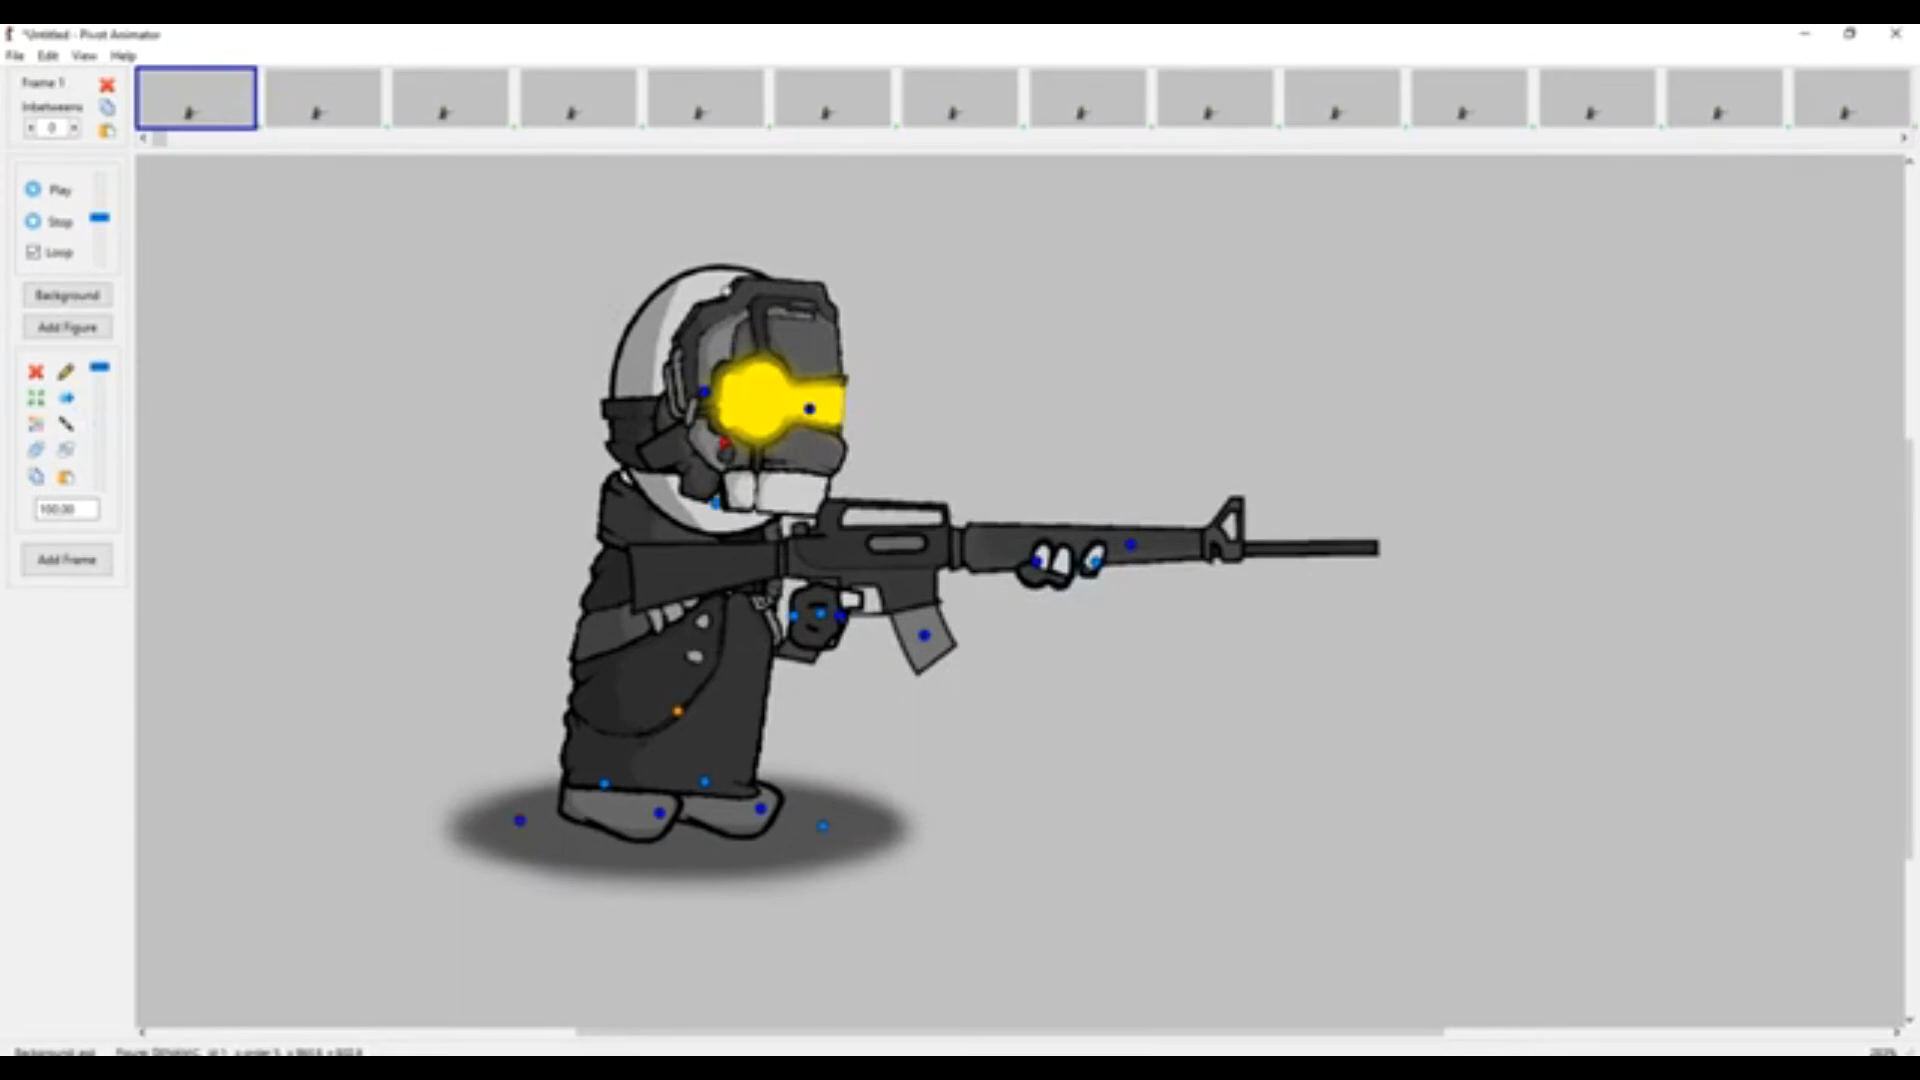 *Untitled - Pivot Animator
File Edit View Help
Frame 1
Inbetweens
0
Play
Stop
Loop
Background
Add Figure
100.00
Add Frame